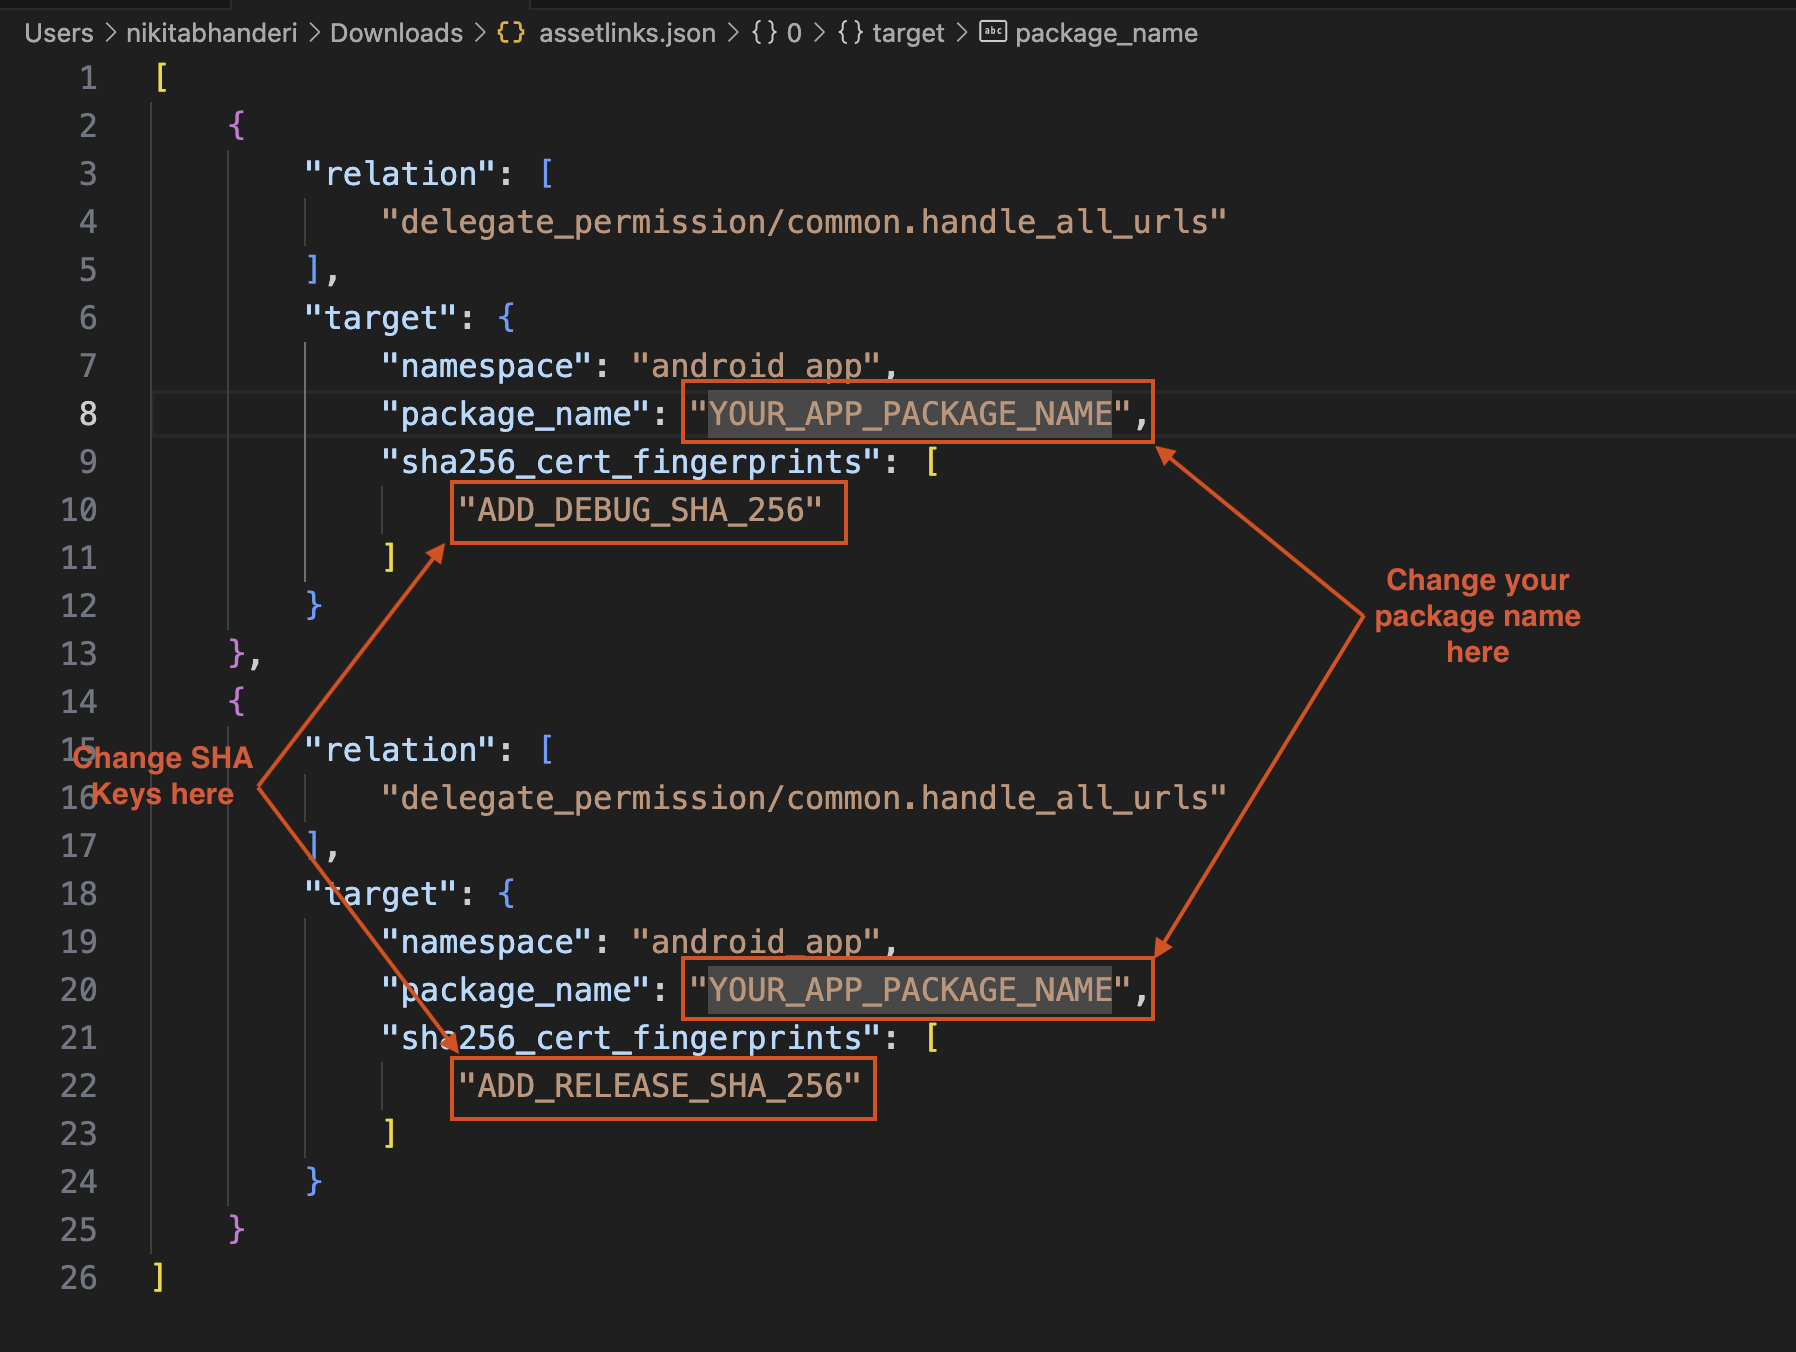 Users > nikitabhanderi > Downloads > {} assetlinks.json > {} 0 > {} target > abc package_name
1 [
2 {
3 "relation": [
4 "delegate_permission/common.handle_all_urls"
5 ],
6 "target": {
7 "namespace": "android_app",
8 "package_name": "YOUR_APP_PACKAGE_NAME",
9 "sha256_cert_fingerprints": [
10 "ADD_DEBUG_SHA_256"
11 ]
12 }
13 },
14 {
15 "relation": [
16 "delegate_permission/common.handle_all_urls"
17 ],
18 "target": {
19 "namespace": "android_app",
20 "package_name": "YOUR_APP_PACKAGE_NAME",
21 "sha256_cert_fingerprints": [
22 "ADD_RELEASE_SHA_256"
23 ]
24 }
25 }
26 ]
Change your
package name
here
Change SHA
Keys here